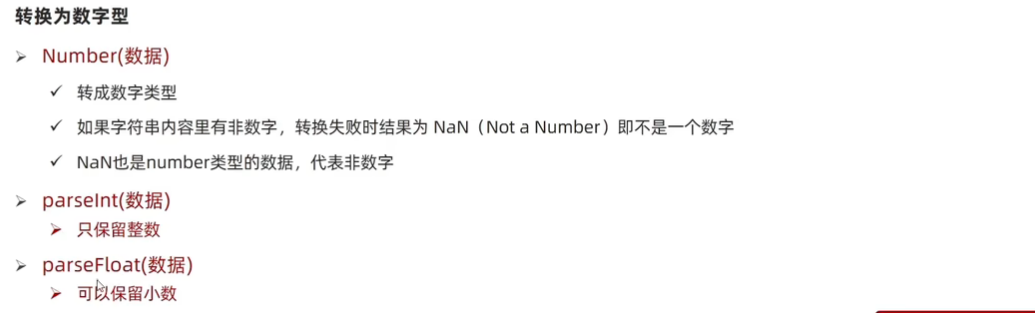 转换为数字型
Number(数据)
转成数字类型
如果字符串内容里有非数字，转换失败时结果为 NaN（Not a Number）即不是一个数字
NaN也是number类型的数据，代表非数字
parseInt(数据)
只保留整数
parseFloat(数据)
可以保留小数